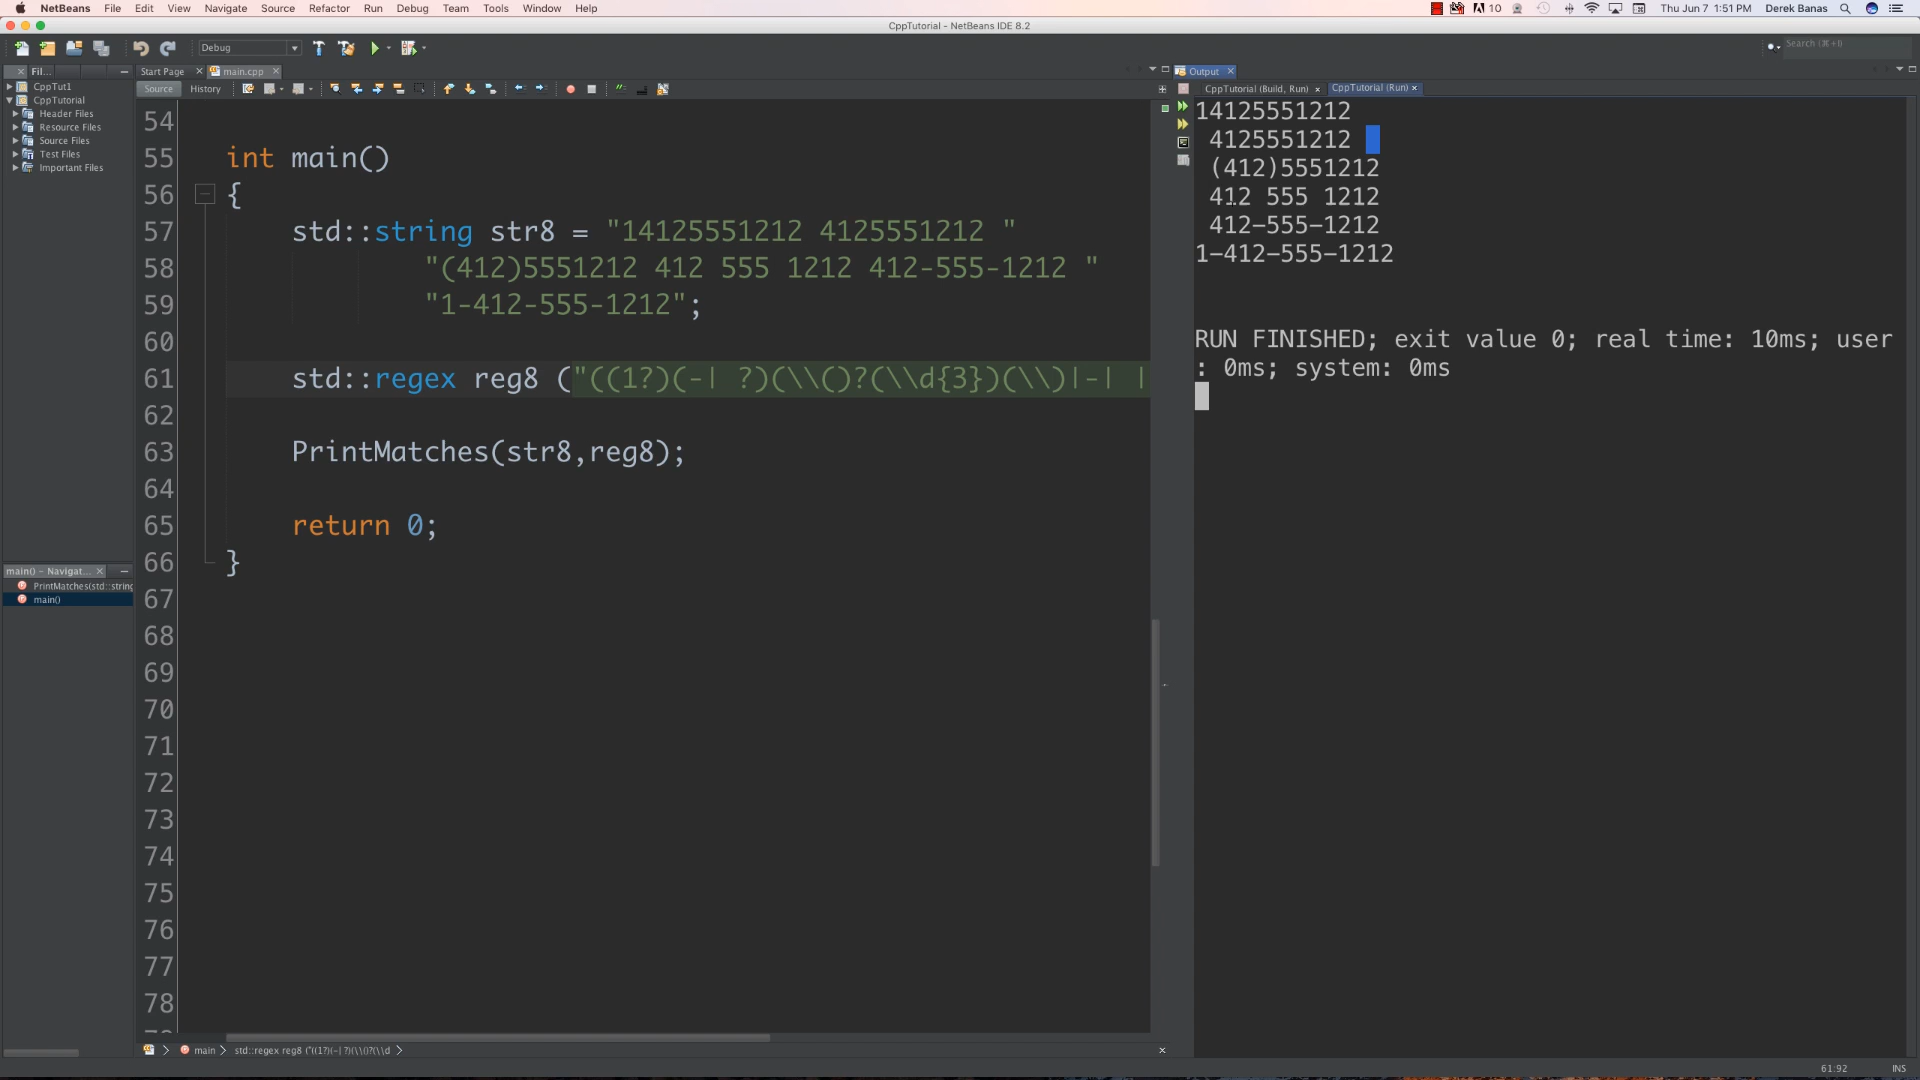 NetBeans File Edit View Navigate Source Refactor Run Debug Team Tools Window Help
10 Thu Jun 7 1:51 PM Derek Banas
CppTutorial - NetBeans IDE 8.2
Debug
Search (⌘+I)
Fil...
Start Page main.cpp
Output
CppTut1
CppTutorial
Header Files
Resource Files
Source Files
Test Files
Important Files
Source History
CppTutorial (Build, Run) CppTutorial (Run)
54
55 int main()
56 {
57 std::string str8 = "14125551212 4125551212 "
58 "(412)5551212 412 555 1212 412-555-1212 "
59 "1-412-555-1212";
60
61 std::regex reg8 ("((1?)(-| ?)(\\()?(\\d{3})(\\)|-| |
62
63 PrintMatches(str8,reg8);
64
65 return 0;
66 }
67
68
69
70
71
72
73
74
75
76
77
78
14125551212
4125551212
(412)5551212
412 555 1212
412-555-1212
1-412-555-1212
RUN FINISHED; exit value 0; real time: 10ms; user
: 0ms; system: 0ms
main() - Navigat...
PrintMatches(std::string
main()
main std::regex reg8 ("((1?)(-| ?)(\\()?(\\d
61:92 INS